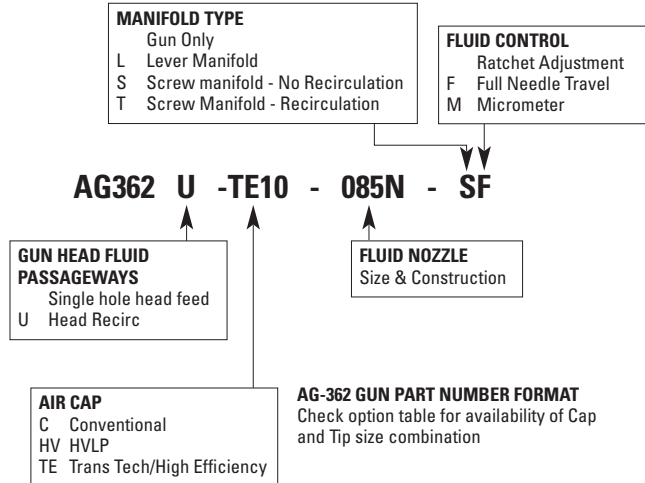 MANIFOLD TYPE
Gun Only
L Lever Manifold
S Screw manifold - No Recirculation
T Screw Manifold - Recirculation
FLUID CONTROL
Ratchet Adjustment
F Full Needle Travel
M Micrometer
AG362 U -TE10 - 085N - SF
GUN HEAD FLUID
PASSAGEWAYS
Single hole head feed
U Head Recirc
FLUID NOZZLE
Size & Construction
AIR CAP
C Conventional
HV HVLP
TE Trans Tech/High Efficiency
AG-362 GUN PART NUMBER FORMAT
Check option table for availability of Cap
and Tip size combination